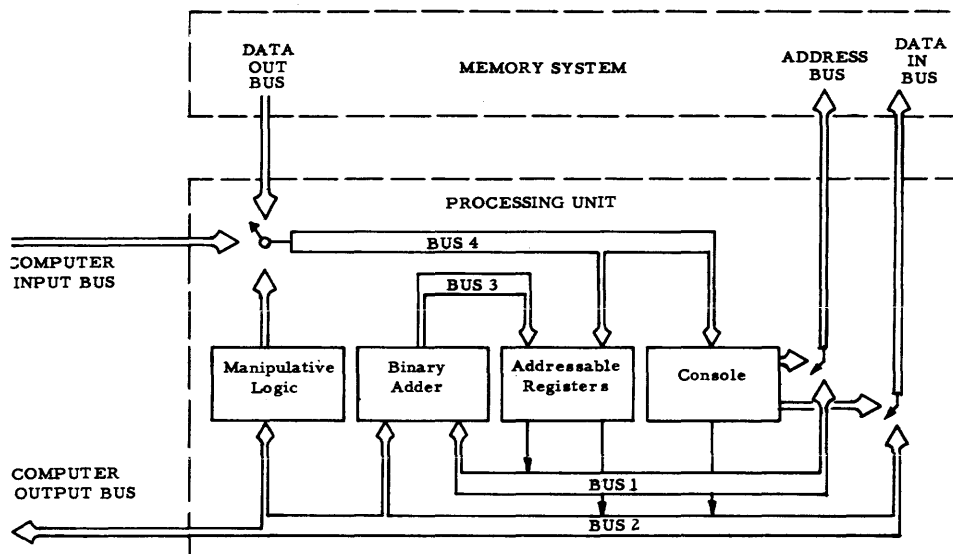 DATA
OUT
BUS
MEMORY SYSTEM
ADDRESS
BUS
DATA
IN
BUS
PROCESSING UNIT
BUS 4
COMPUTER
INPUT BUS
BUS 3
Manipulative
Logic
Binary
Adder
Addressable
Registers
Console
COMPUTER
OUTPUT BUS
BUS 1
BUS 2